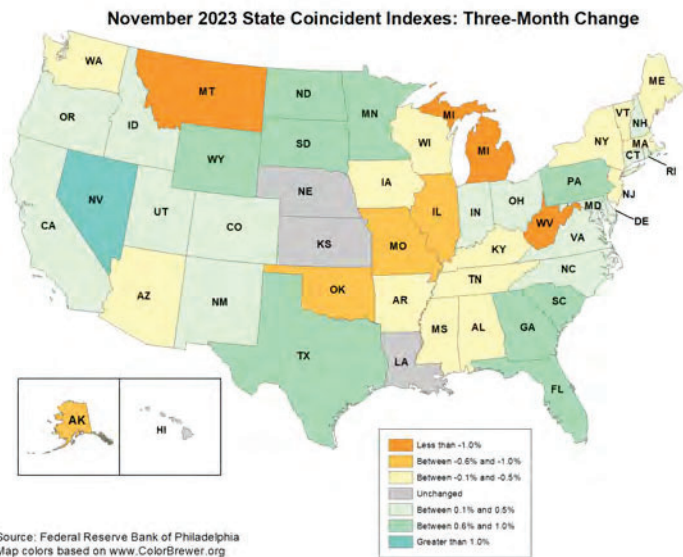 November 2023 State Coincident Indexes: Three-Month Change
WA
MT
ND
MN
ME
VT
NH
OR
ID
WY
SD
WI
MI
MI
NY
MA
CT
RI
NV
UT
CO
NE
IA
IL
IN
OH
PA
NJ
MD
DE
CA
KS
MO
WV
VA
KY
AZ
NM
OK
AR
TN
NC
SC
TX
LA
MS
AL
GA
FL
AK
HI
Less than -1.0%
Between -0.6% and -1.0%
Between -0.1% and -0.5%
Unchanged
Between 0.1% and 0.5%
Between 0.6% and 1.0%
Greater than 1.0%
Source: Federal Reserve Bank of Philadelphia
Map colors based on www.ColorBrewer.org